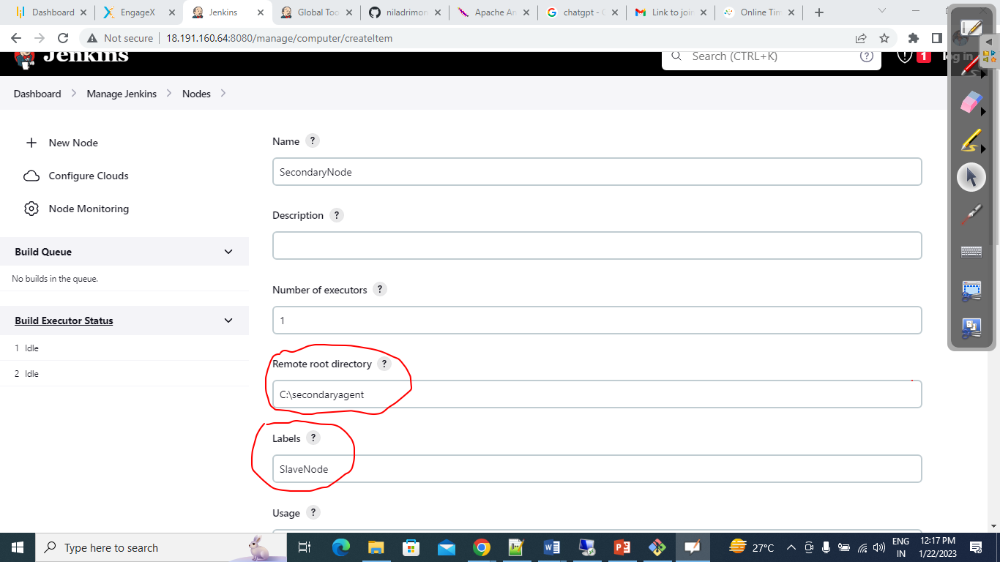 Dashboard
EngageX
Jenkins
Global Too
niladrimon
Apache An
chatgpt - G
Link to join
Online Tim
Not secure
18.191.160.64:8080/manage/computer/createItem
Jenkins
Search (CTRL+K)
?
1
log in
Dashboard
Manage Jenkins
Nodes
New Node
Configure Clouds
Node Monitoring
Build Queue
No builds in the queue.
Build Executor Status
1 Idle
2 Idle
Name ?
SecondaryNode
Description ?
Number of executors ?
1
Remote root directory ?
C:\secondaryagent
Labels ?
SlaveNode
Usage ?
Type here to search
27°C
ENG
IN
12:17 PM
1/22/2023